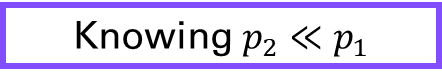 Knowing p₂ ≪ p₁